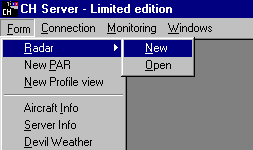 CH CH Server - Limited edition
Form Connection Monitoring Windows
Radar New
New PAR Open
New Profile view
Aircraft Info
Server Info
Devil Weather